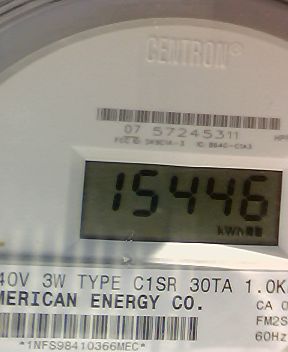 CENTRON®
07 57245311
15446
kWh
40V 3W TYPE C1SR 30TA 1.0K
MERICAN ENERGY CO.
CA 0
FM2S
60Hz
*1NFS98410366MEC*